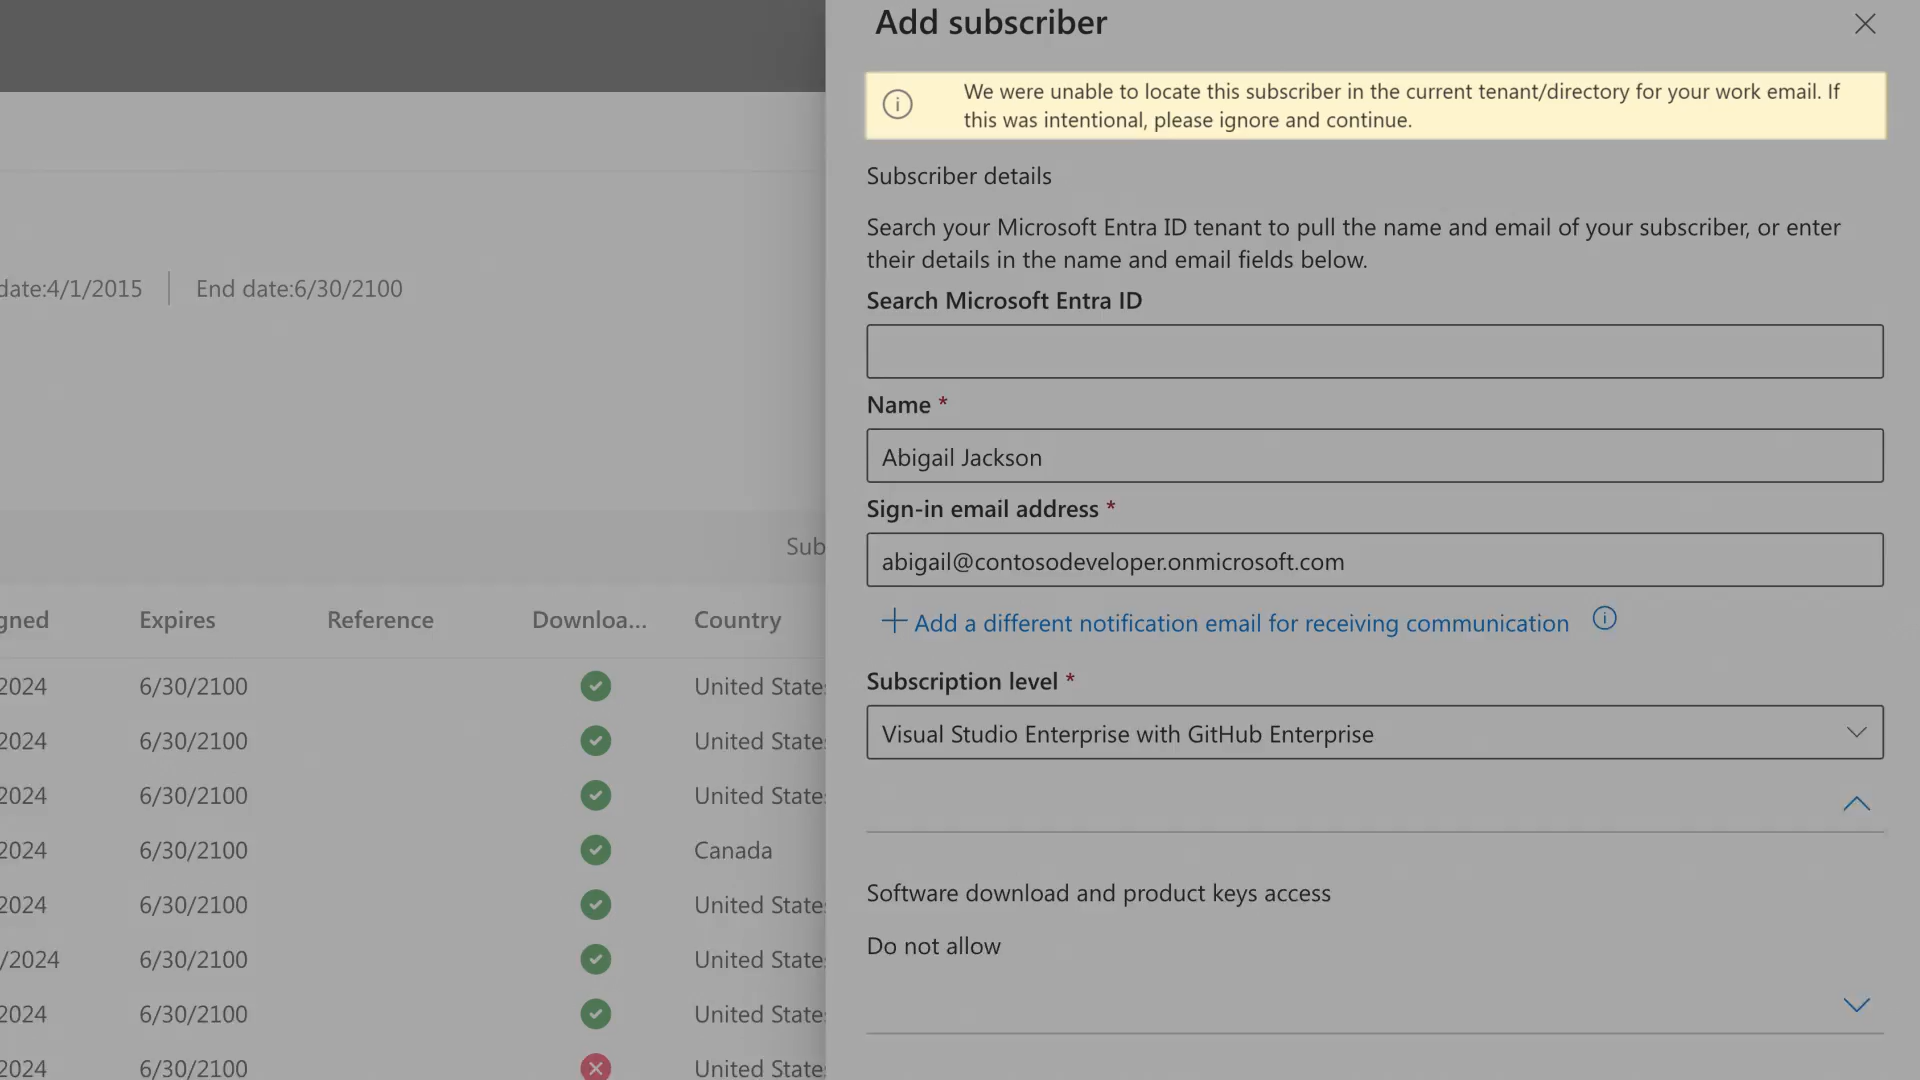 Add subscriber
We were unable to locate this subscriber in the current tenant/directory for your work email. If
this was intentional, please ignore and continue.
Subscriber details
Search your Microsoft Entra ID tenant to pull the name and email of your subscriber, or enter
their details in the name and email fields below.
Search Microsoft Entra ID
Name *
Abigail Jackson
Sign-in email address *
abigail@contosodeveloper.onmicrosoft.com
Add a different notification email for receiving communication
Subscription level *
Visual Studio Enterprise with GitHub Enterprise
Software download and product keys access
Do not allow
date:4/1/2015 | End date:6/30/2100
Sub
gned Expires Reference Downloa... Country
2024 6/30/2100 United States
2024 6/30/2100 United States
2024 6/30/2100 United States
2024 6/30/2100 Canada
2024 6/30/2100 United States
/2024 6/30/2100 United States
2024 6/30/2100 United States
2024 6/30/2100 United States